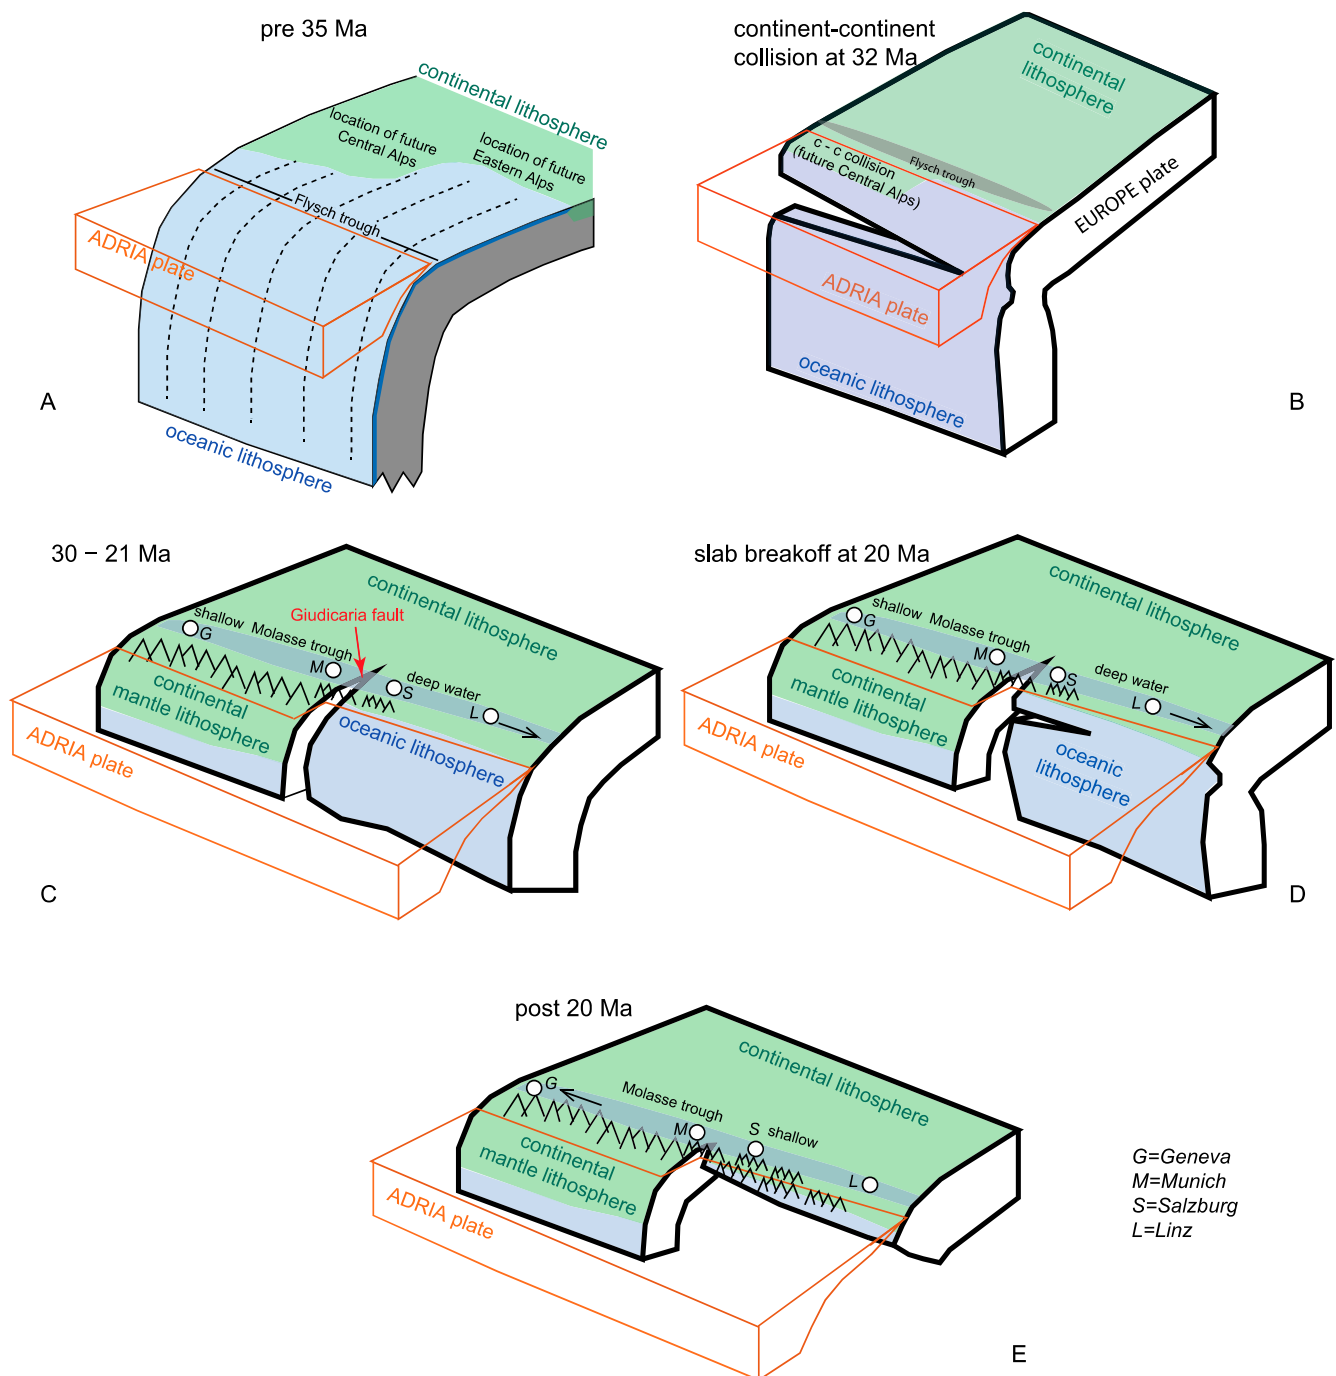 pre 35 Ma
continental lithosphere
location of future
Central Alps
location of future
Eastern Alps
Flysch trough
ADRIA plate
oceanic lithosphere
A
continent-continent
collision at 32 Ma
continental
lithosphere
Flysch trough
c - c collision
(future Central Alps)
EUROPE plate
ADRIA plate
oceanic lithosphere
B
30 – 21 Ma
continental lithosphere
Giudicaria fault
shallow Molasse trough
G
M
S
deep water
L
continental
mantle lithosphere
oceanic lithosphere
ADRIA plate
C
slab breakoff at 20 Ma
continental lithosphere
shallow Molasse trough
G
M
S
deep water
L
continental
mantle lithosphere
oceanic
lithosphere
ADRIA plate
D
post 20 Ma
continental lithosphere
G
Molasse trough
M
S shallow
L
continental
mantle lithosphere
ADRIA plate
E
G=Geneva
M=Munich
S=Salzburg
L=Linz